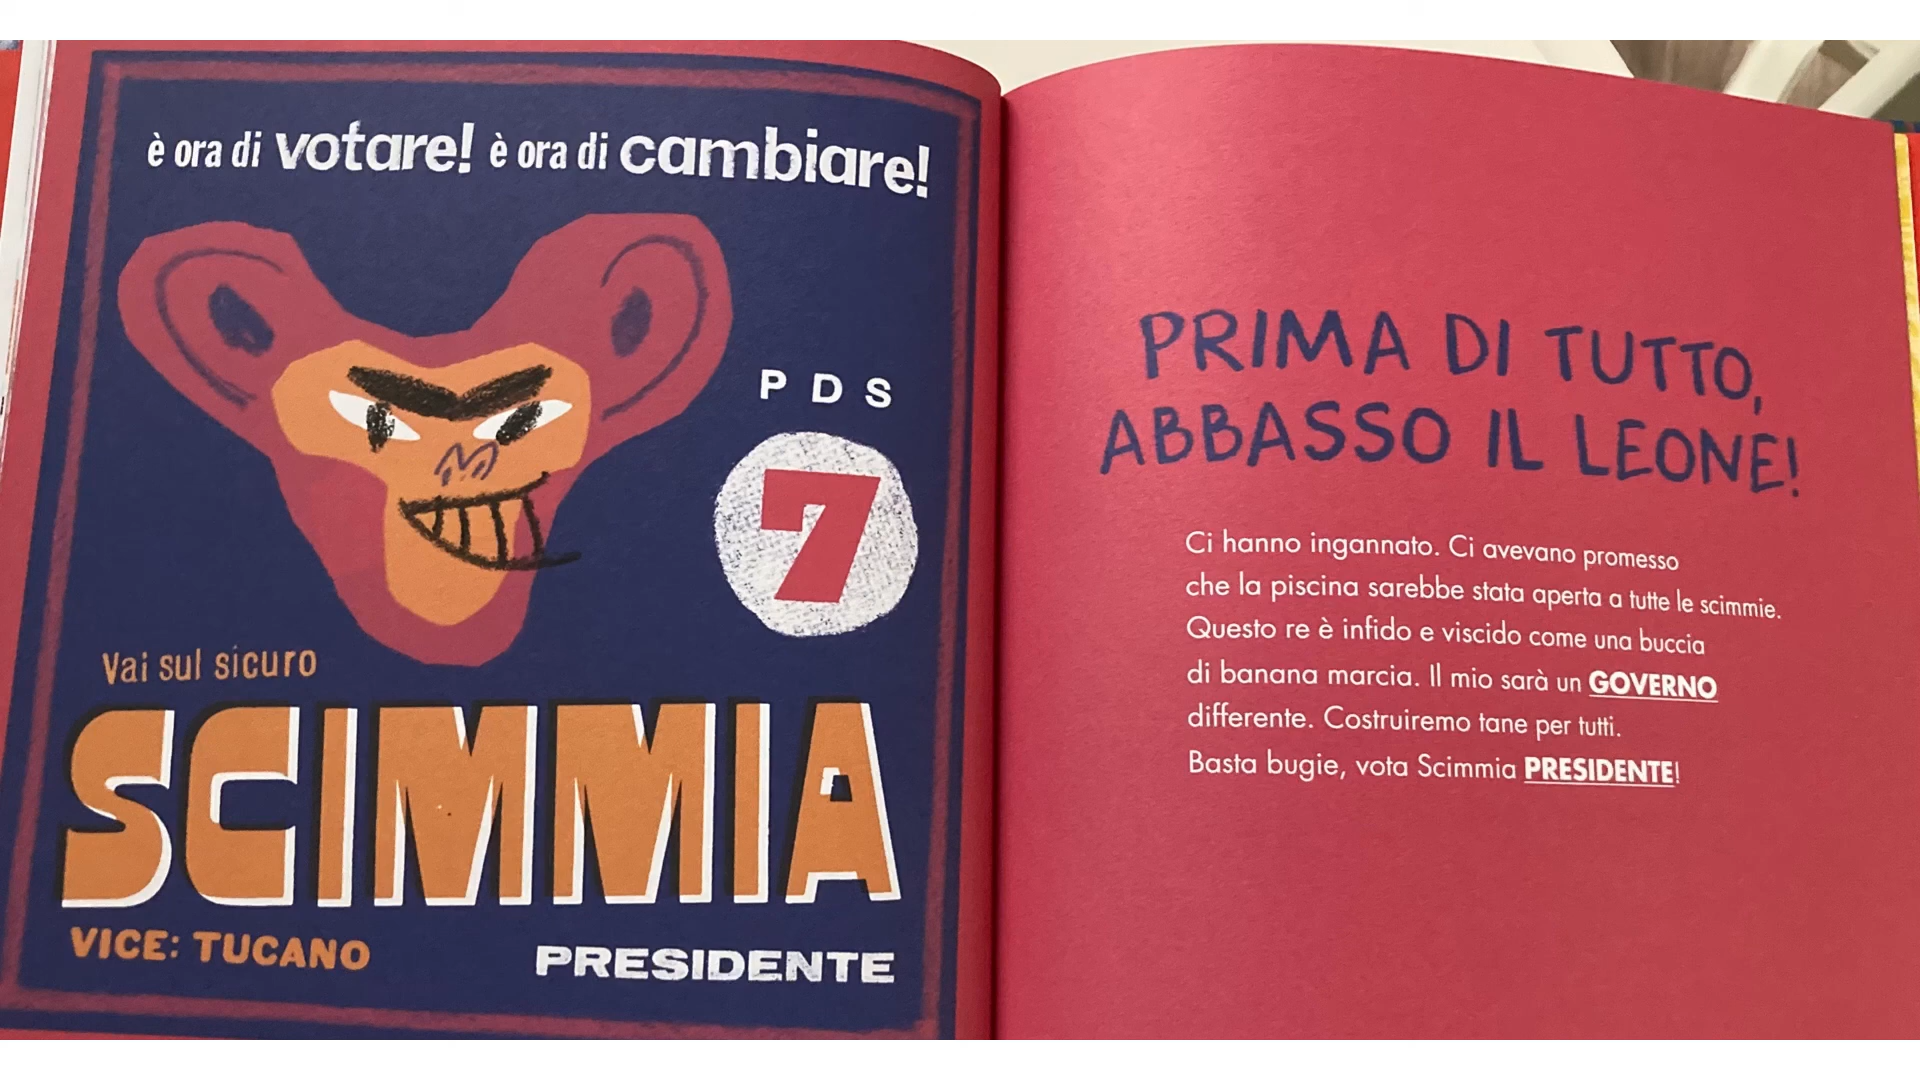 è ora di votare! è ora di cambiare!
PDS
7
Vai sul sicuro
SCIMMIA
VICE: TUCANO
PRESIDENTE
PRIMA DI TUTTO,
ABBASSO IL LEONE!
Ci hanno ingannato. Ci avevano promesso
che la piscina sarebbe stata aperta a tutte le scimmie.
Questo re è infido e viscido come una buccia
di banana marcia. Il mio sarà un GOVERNO
differente. Costruiremo tane per tutti.
Basta bugie, vota Scimmia PRESIDENTE!